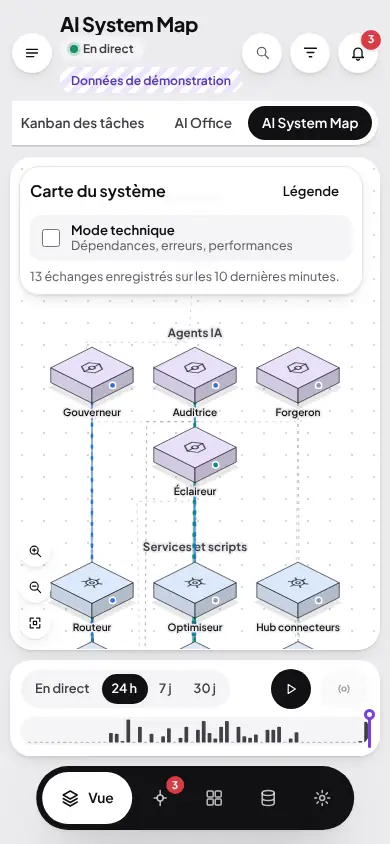 AI System Map
En direct
3
Données de démonstration
Kanban des tâches
AI Office
AI System Map
Carte du système
Légende
Mode technique
Dépendances, erreurs, performances
13 échanges enregistrés sur les 10 dernières minutes.
Agents IA
Gouverneur
Auditrice
Forgeron
Éclaireur
Services et scripts
Routeur
Optimiseur
Hub connecteurs
En direct
24 h
7 j
30 j
Vue
3